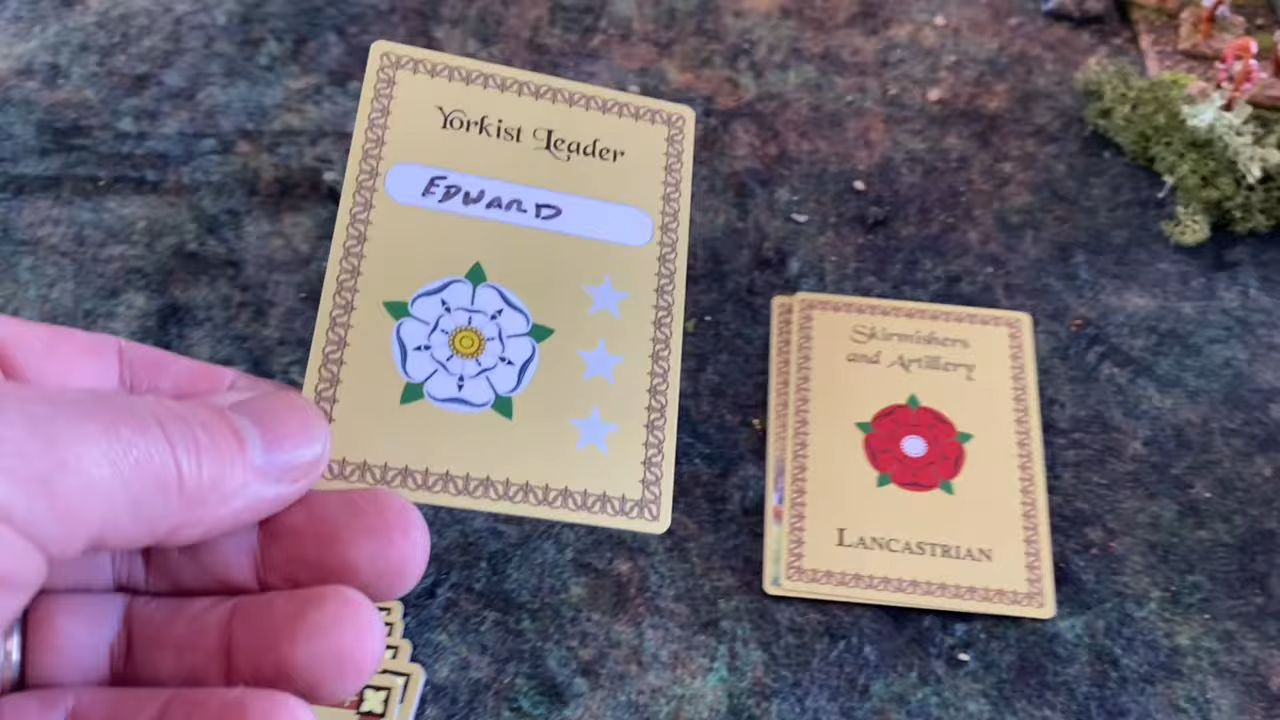 Yorkist Leader
EDWARD
Skirmishers
and Artillery
LANCASTRIAN